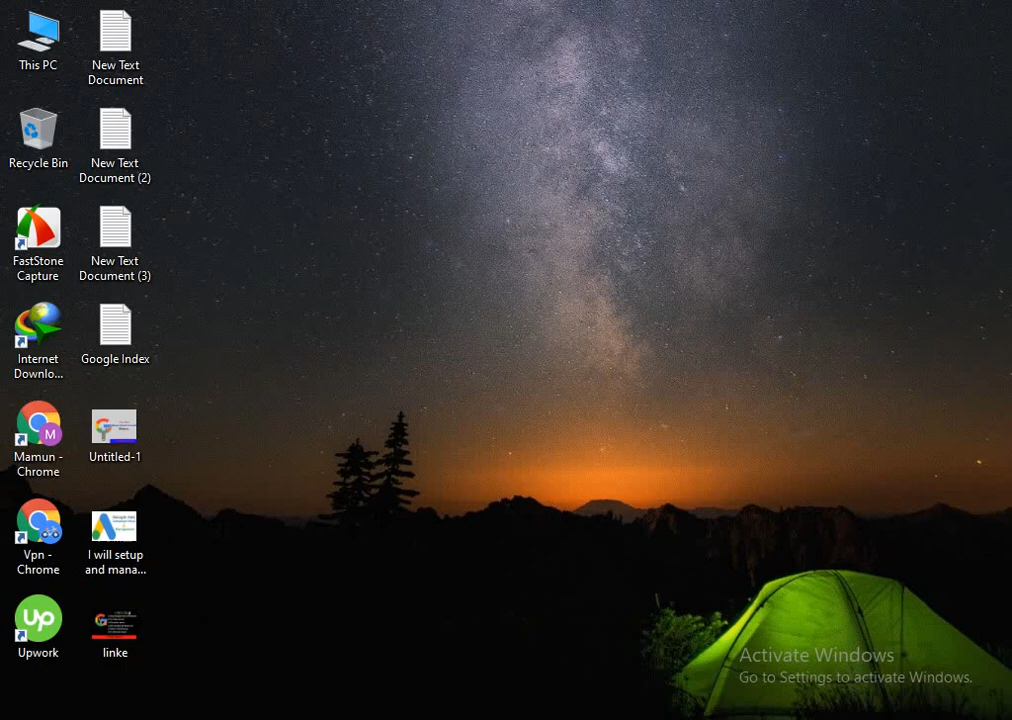 This PC
New Text
Document
Recycle Bin
New Text
Document (2)
FastStone
Capture
New Text
Document (3)
Internet
Downlo...
Google Index
M
Mamun -
Chrome
Untitled-1
Vpn -
Chrome
I will setup
and mana...
Up
Upwork
linke
Activate Windows
Go to Settings to activate Windows.